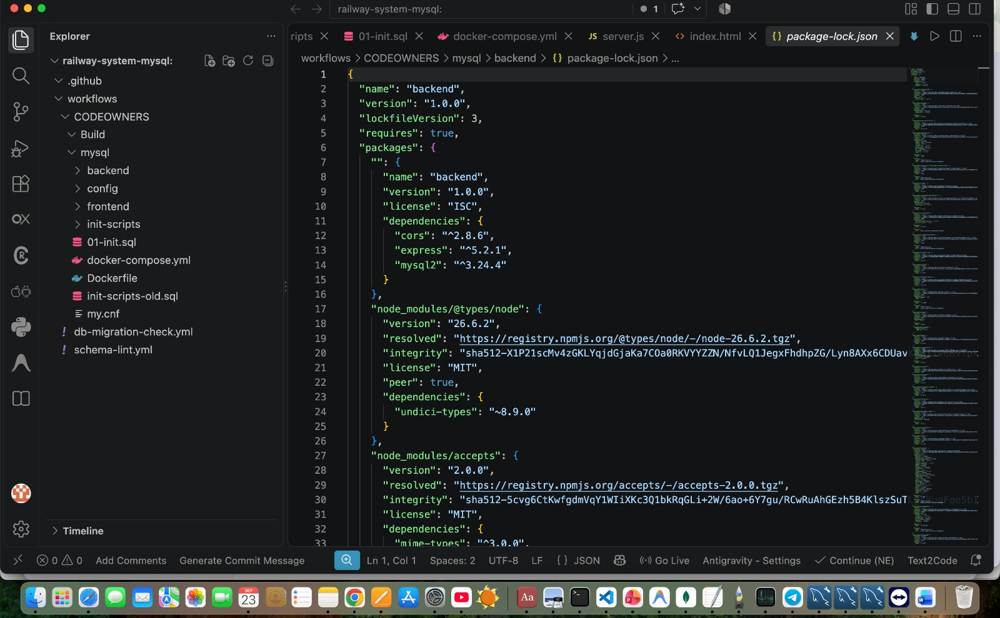 railway-system-mysql:
1
Explorer
ripts
01-init.sql
docker-compose.yml
JS server.js
<> index.html
{} package-lock.json
railway-system-mysql:
.github
workflows
CODEOWNERS
Build
mysql
backend
config
frontend
init-scripts
01-init.sql
docker-compose.yml
Dockerfile
init-scripts-old.sql
my.cnf
! db-migration-check.yml
! schema-lint.yml
Timeline
workflows > CODEOWNERS > mysql > backend > {} package-lock.json > ...
1 {
2 "name": "backend",
3 "version": "1.0.0",
4 "lockfileVersion": 3,
5 "requires": true,
6 "packages": {
7 "": {
8 "name": "backend",
9 "version": "1.0.0",
10 "license": "ISC",
11 "dependencies": {
12 "cors": "^2.8.6",
13 "express": "^5.2.1",
14 "mysql2": "^3.24.4"
15 }
16 },
17 "node_modules/@types/node": {
18 "version": "26.6.2",
19 "resolved": "https://registry.npmjs.org/@types/node/-/node-26.6.2.tgz",
20 "integrity": "sha512-X1P21scMv4zGKLYqjdGjaKa7COa0RKVYYZZN/NfvLQ1JegxFhdhpZG/Lyn8AXx6CDUav
21 "license": "MIT",
22 "peer": true,
23 "dependencies": {
24 "undici-types": "~8.9.0"
25 }
26 },
27 "node_modules/accepts": {
28 "version": "2.0.0",
29 "resolved": "https://registry.npmjs.org/accepts/-/accepts-2.0.0.tgz",
30 "integrity": "sha512-5cvg6CtKwfgdmVqY1WIiXKc3Q1bkRqGLi+2W/6ao+6Y7gu/RCwRuAhGEzh5B4KlszSuT
31 "license": "MIT",
32 "dependencies": {
33 "mime-types": "^3.0.0",
0 0 Add Comments Generate Commit Message Ln 1, Col 1 Spaces: 2 UTF-8 LF {} JSON Go Live Antigravity - Settings Continue (NE) Text2Code
SEP
23
Aa